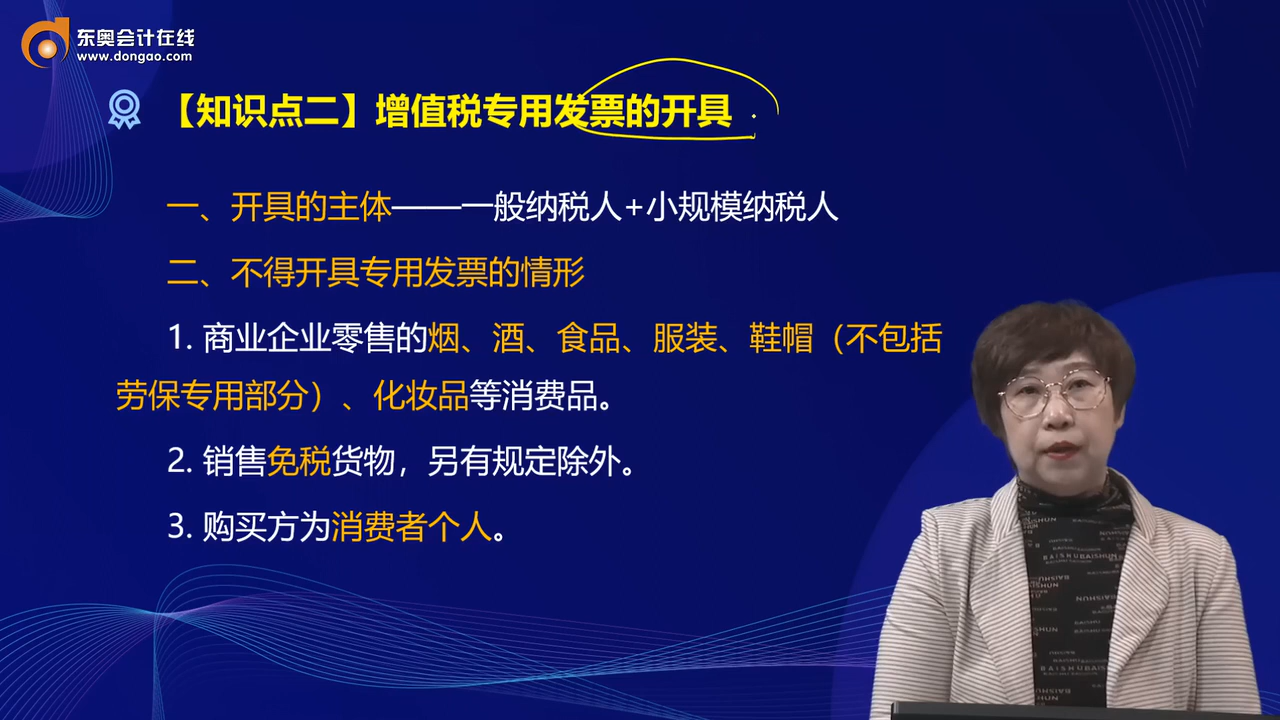 东奥会计在线
www.dongao.com
【知识点二】增值税专用发票的开具
一、开具的主体——一般纳税人+小规模纳税人
二、不得开具专用发票的情形
1. 商业企业零售的烟、酒、食品、服装、鞋帽（不包括
劳保专用部分）、化妆品等消费品。
2. 销售免税货物，另有规定除外。
3. 购买方为消费者个人。
BAISHUBAISHUN
BAISHUN